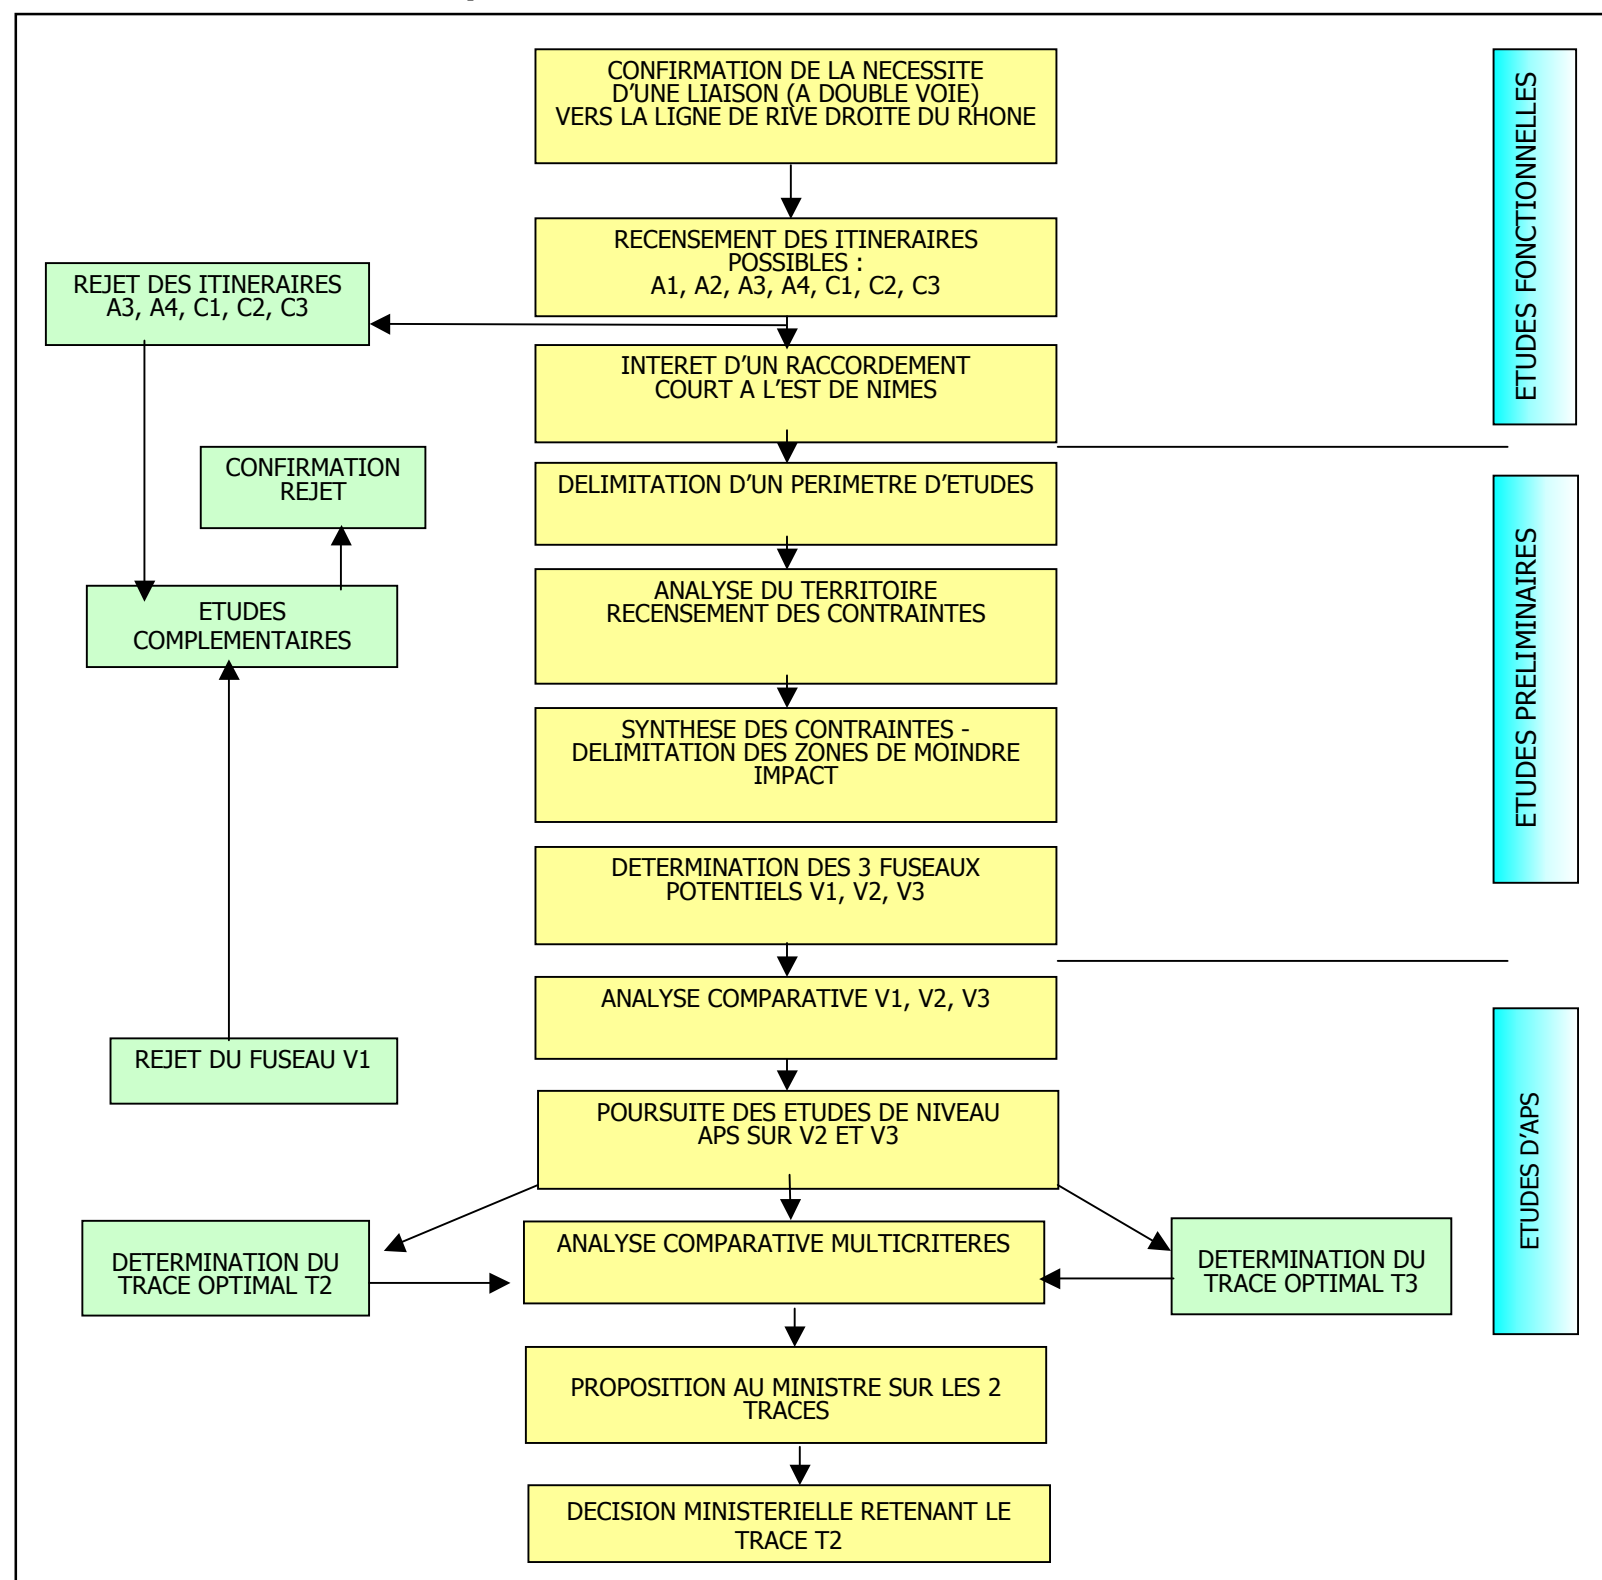 CONFIRMATION DE LA NECESSITE
D'UNE LIAISON (A DOUBLE VOIE)
VERS LA LIGNE DE RIVE DROITE DU RHONE
ETUDES FONCTIONNELLES
RECENSEMENT DES ITINERAIRES
POSSIBLES :
A1, A2, A3, A4, C1, C2, C3
REJET DES ITINERAIRES
A3, A4, C1, C2, C3
INTERET D'UN RACCORDEMENT
COURT A L'EST DE NIMES
CONFIRMATION
REJET
DELIMITATION D'UN PERIMETRE D'ETUDES
ETUDES PRELIMINAIRES
ANALYSE DU TERRITOIRE
RECENSEMENT DES CONTRAINTES
ETUDES
COMPLEMENTAIRES
SYNTHESE DES CONTRAINTES -
DELIMITATION DES ZONES DE MOINDRE
IMPACT
DETERMINATION DES 3 FUSEAUX
POTENTIELS V1, V2, V3
ANALYSE COMPARATIVE V1, V2, V3
REJET DU FUSEAU V1
ETUDES D'APS
POURSUITE DES ETUDES DE NIVEAU
APS SUR V2 ET V3
DETERMINATION DU
TRACE OPTIMAL T2
ANALYSE COMPARATIVE MULTICRITERES
DETERMINATION DU
TRACE OPTIMAL T3
PROPOSITION AU MINISTRE SUR LES 2
TRACES
DECISION MINISTERIELLE RETENANT LE
TRACE T2